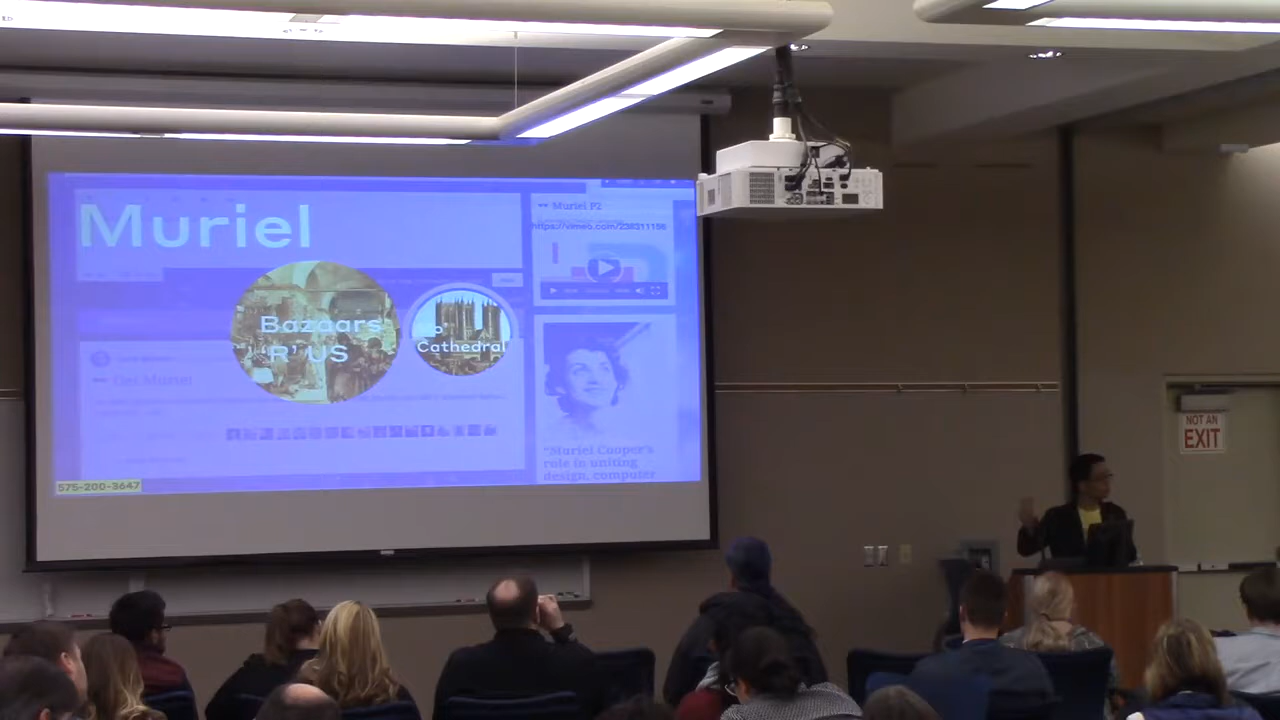 Muriel
Muriel P2
https://vimeo.com/238311156
Bazaars
'R' US
Cathedral
Muriel
"Muriel Cooper's
role in uniting
design, computer
575-200-3647
NOT AN
EXIT